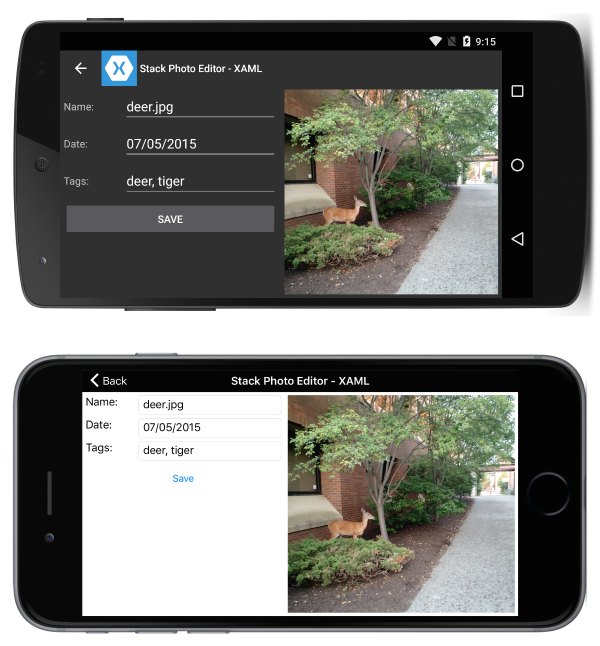 9:15
Stack Photo Editor - XAML
Name: deer.jpg
Date: 07/05/2015
Tags: deer, tiger
SAVE
Back Stack Photo Editor - XAML
Name: deer.jpg
Date: 07/05/2015
Tags: deer, tiger
Save